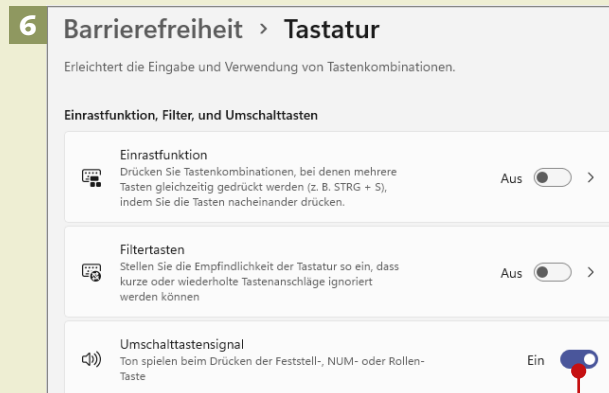 6
Barrierefreiheit > Tastatur
Erleichtert die Eingabe und Verwendung von Tastenkombinationen.
Einrastfunktion, Filter, und Umschalttasten
Einrastfunktion
Drücken Sie Tastenkombinationen, bei denen mehrere
Tasten gleichzeitig gedrückt werden (z. B. STRG + S),
indem Sie die Tasten nacheinander drücken.
Aus
Filtertasten
Stellen Sie die Empfindlichkeit der Tastatur so ein, dass
kurze oder wiederholte Tastenanschläge ignoriert
werden können
Aus
Umschalttastensignal
Ton spielen beim Drücken der Feststell-, NUM- oder Rollen-
Taste
Ein